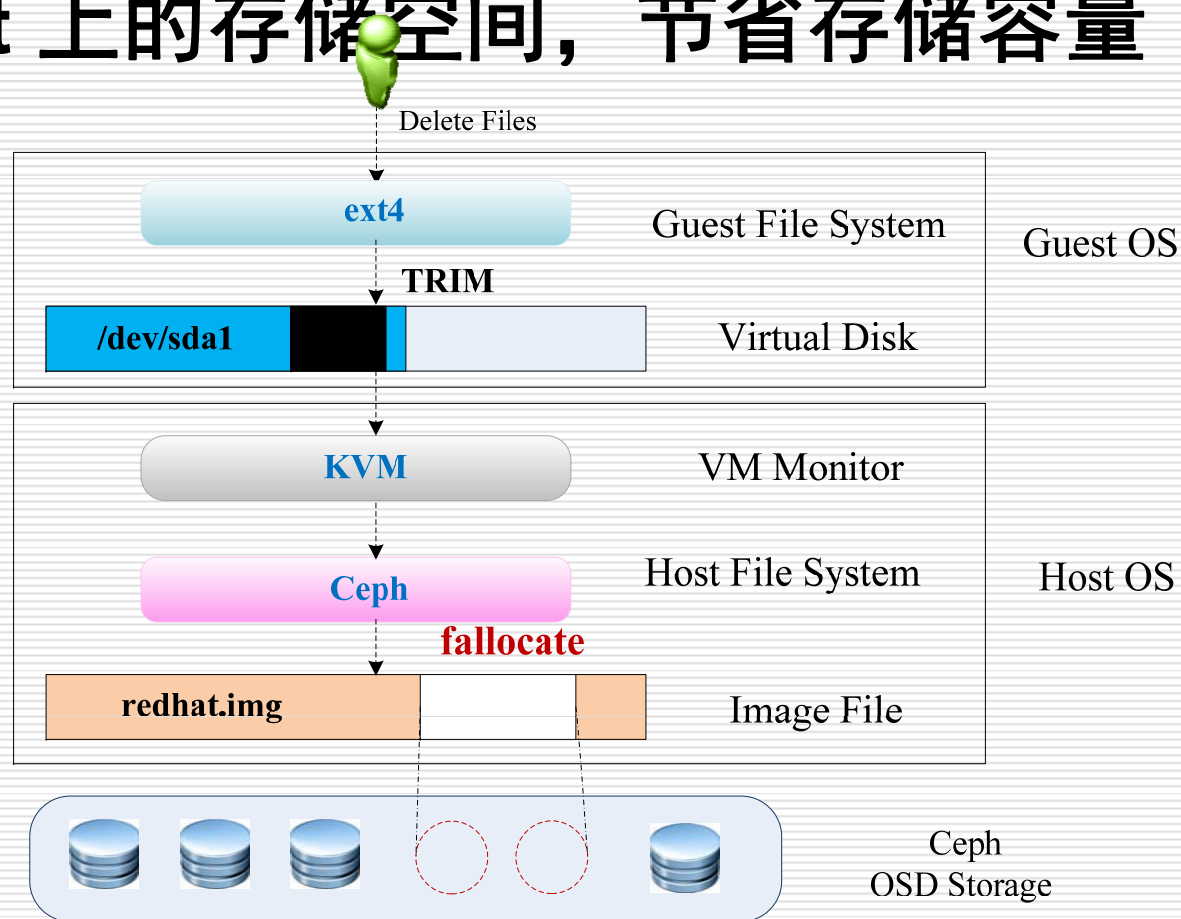 上的存储空间，节省存储容量
Delete Files
ext4
Guest File System
Guest OS
TRIM
/dev/sda1
Virtual Disk
KVM
VM Monitor
Ceph
Host File System
Host OS
fallocate
redhat.img
Image File
Ceph
OSD Storage